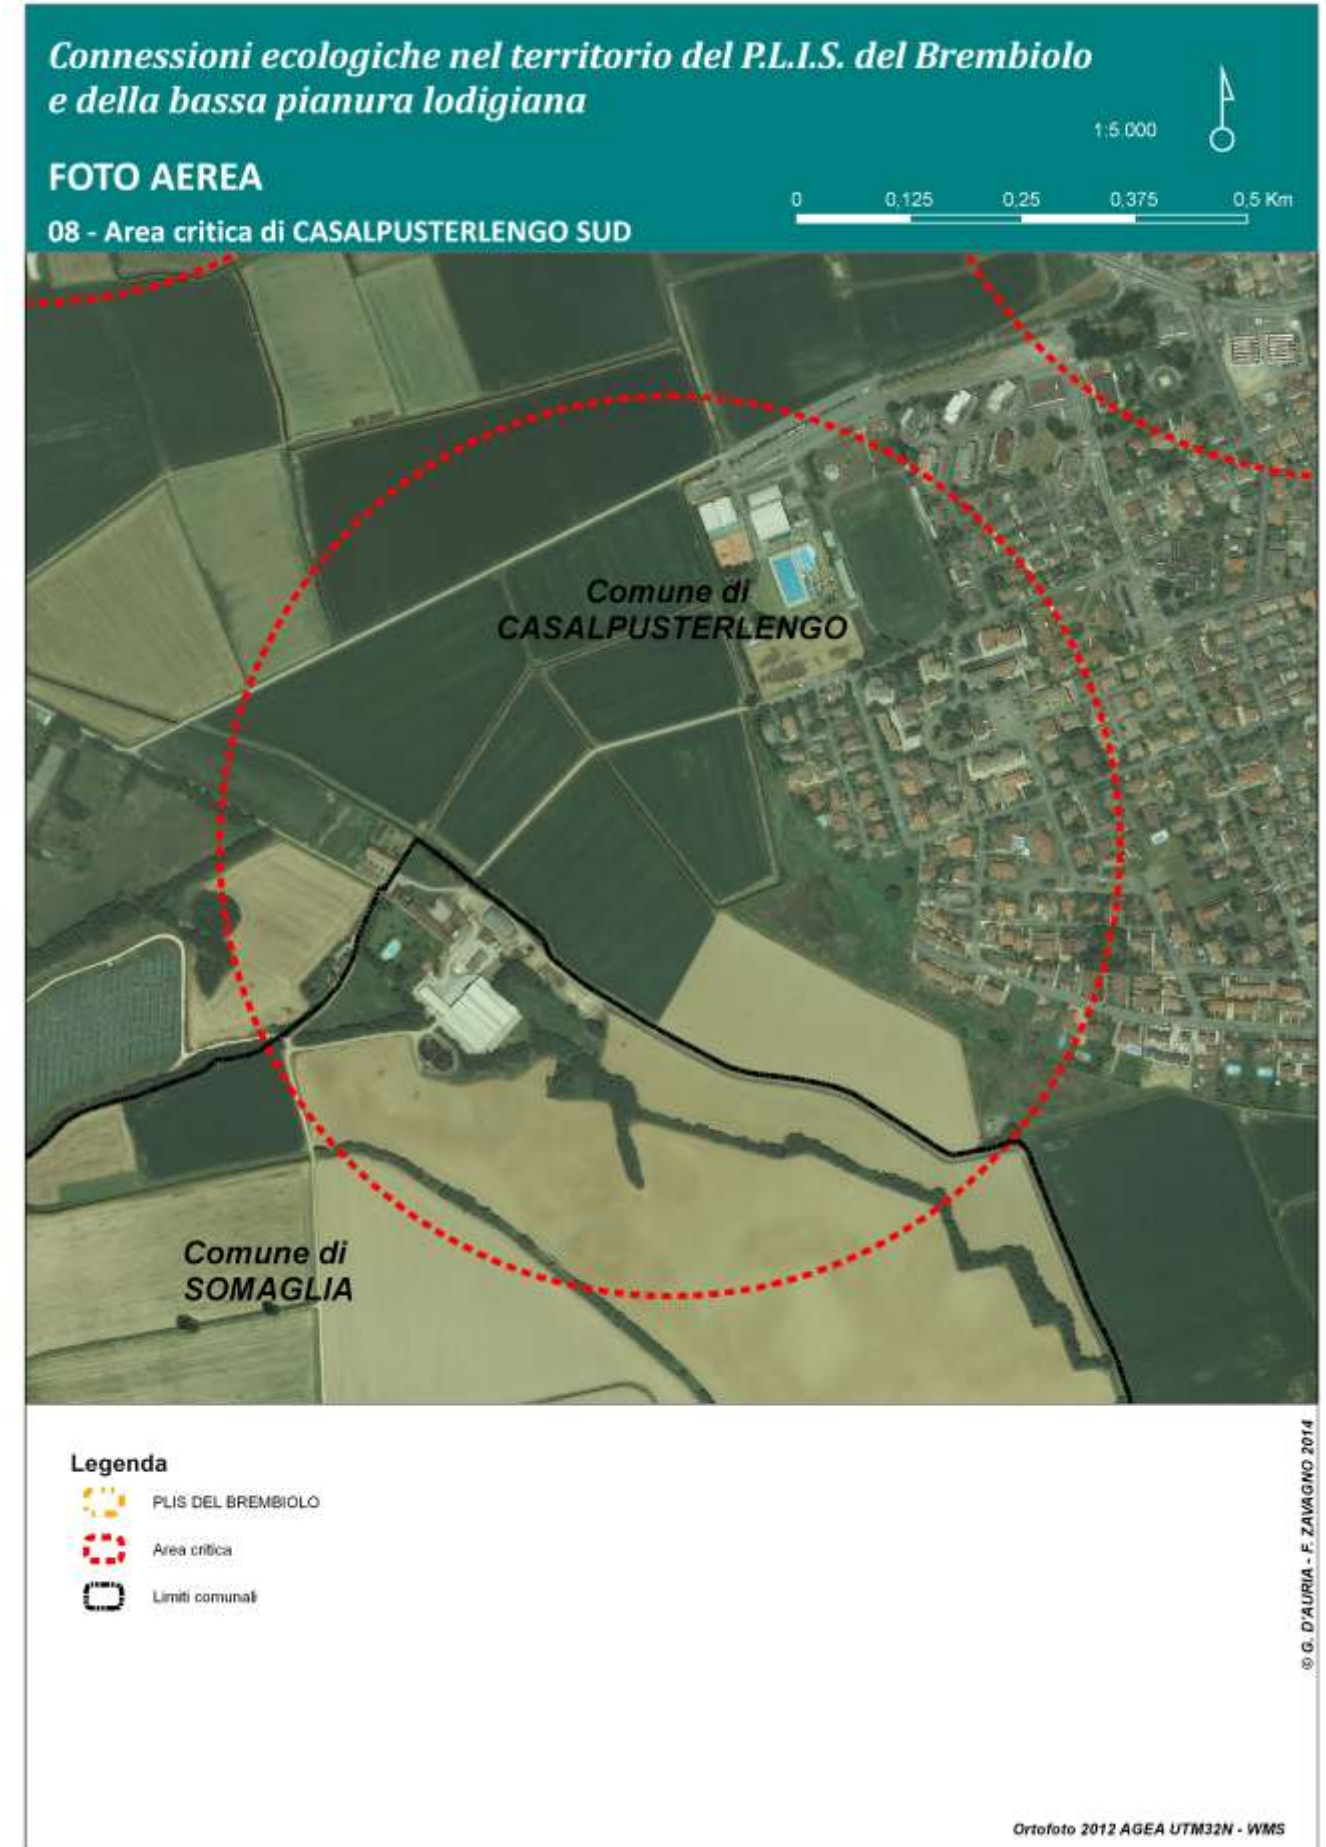 Connessioni ecologiche nel territorio del P.L.I.S. del Brembiolo
e della bassa pianura lodigiana
1:5.000
FOTO AEREA
0 0,125 0,25 0,375 0,5 Km
08 - Area critica di CASALPUSTERLENGO SUD
Comune di
CASALPUSTERLENGO
Comune di
SOMAGLIA
Legenda
PLIS DEL BREMBIOLO
Area critica
Limiti comunali
© G. D'AURIA - F. ZAVAGNO 2014
Ortofoto 2012 AGEA UTM32N - WMS